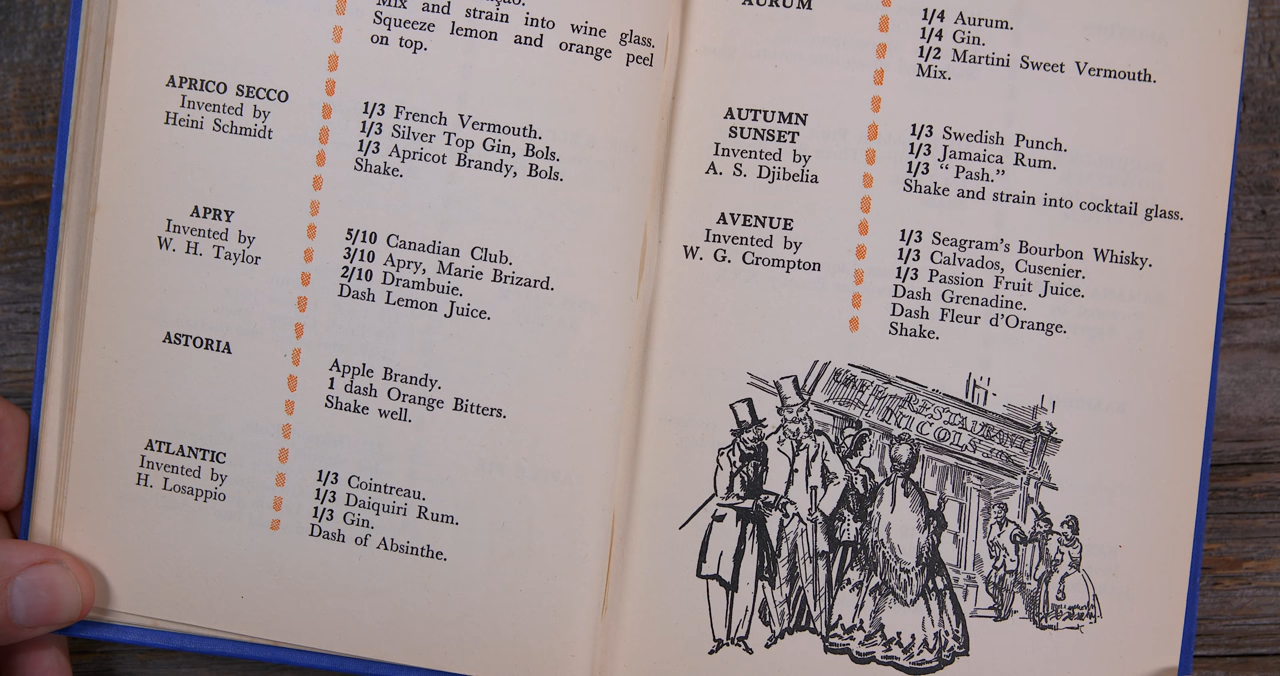 Mix and strain into wine glass.
Squeeze lemon and orange peel
on top.
APRICO SECCO
Invented by
Heini Schmidt
1/3 French Vermouth.
1/3 Silver Top Gin, Bols.
1/3 Apricot Brandy, Bols.
Shake.
APRY
Invented by
W. H. Taylor
5/10 Canadian Club.
3/10 Apry, Marie Brizard.
2/10 Drambuie.
Dash Lemon Juice.
ASTORIA
Apple Brandy.
1 dash Orange Bitters.
Shake well.
ATLANTIC
Invented by
H. Losappio
1/3 Cointreau.
1/3 Daiquiri Rum.
1/3 Gin.
Dash of Absinthe.
AURUM
1/4 Aurum.
1/4 Gin.
1/2 Martini Sweet Vermouth.
Mix.
AUTUMN
SUNSET
Invented by
A. S. Djibelia
1/3 Swedish Punch.
1/3 Jamaica Rum.
1/3 “ Pash.”
Shake and strain into cocktail glass.
AVENUE
Invented by
W. G. Crompton
1/3 Seagram's Bourbon Whisky.
1/3 Calvados, Cusenier.
1/3 Passion Fruit Juice.
Dash Grenadine.
Dash Fleur d'Orange.
Shake.
CAFE RESTAURANT
NICOLS